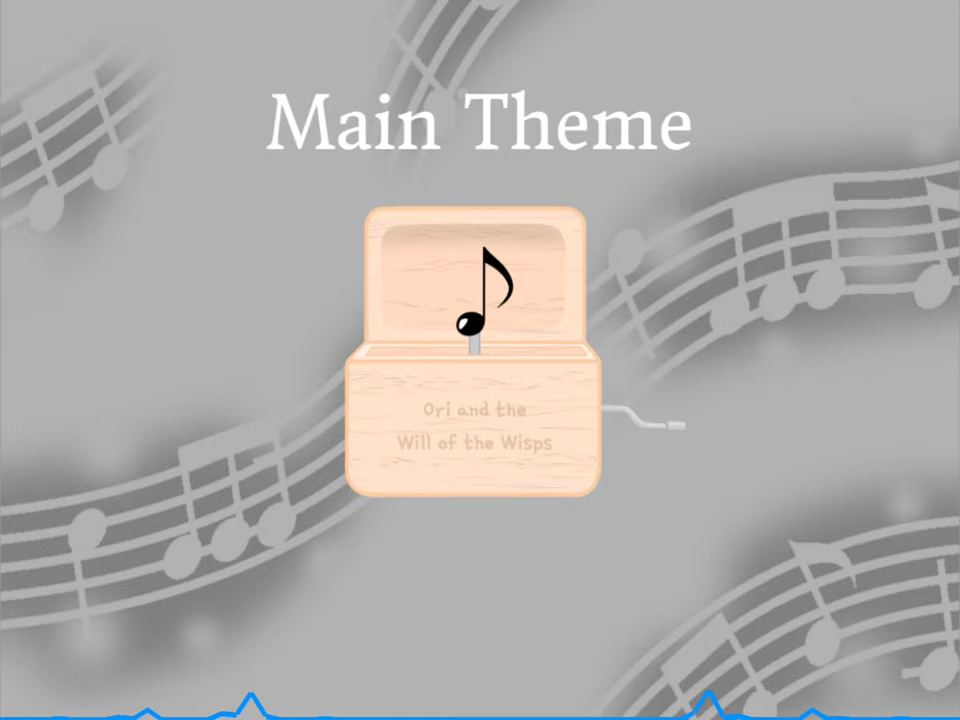 Main Theme
Ori and the
Will of the Wisps